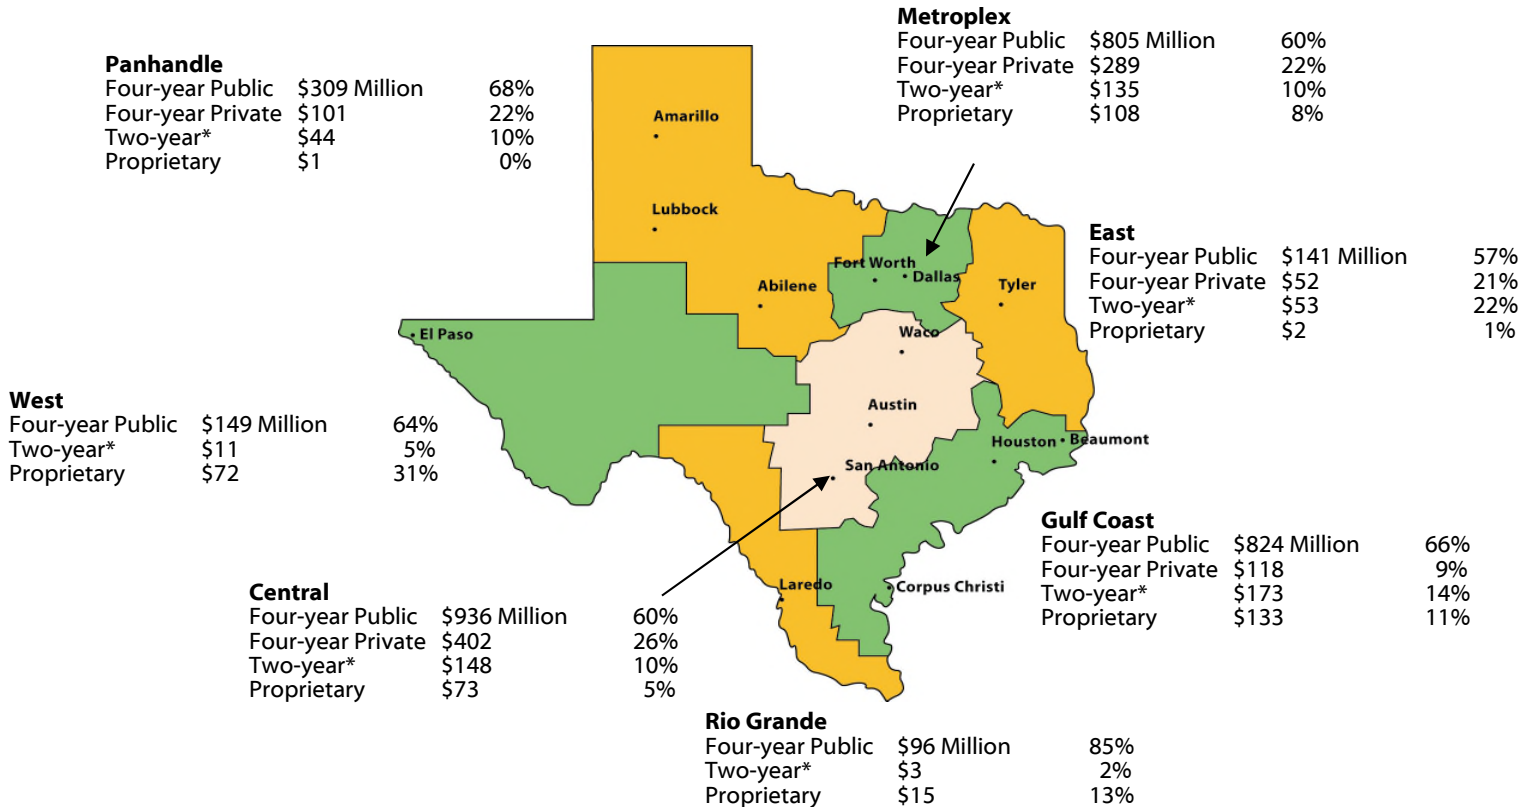 Metroplex
Four-year Public $805 Million 60%
Four-year Private $289 22%
Two-year* $135 10%
Proprietary $108 8%
Panhandle
Four-year Public $309 Million 68%
Four-year Private $101 22%
Two-year* $44 10%
Proprietary $1 0%
Amarillo
Lubbock
East
Four-year Public $141 Million 57%
Four-year Private $52 21%
Two-year* $53 22%
Proprietary $2 1%
Fort Worth
Dallas
Abilene
Tyler
El Paso
Waco
West
Four-year Public $149 Million 64%
Two-year* $11 5%
Proprietary $72 31%
Austin
Houston
Beaumont
San Antonio
Gulf Coast
Four-year Public $824 Million 66%
Four-year Private $118 9%
Two-year* $173 14%
Proprietary $133 11%
Laredo
Corpus Christi
Central
Four-year Public $936 Million 60%
Four-year Private $402 26%
Two-year* $148 10%
Proprietary $73 5%
Rio Grande
Four-year Public $96 Million 85%
Two-year* $3 2%
Proprietary $15 13%